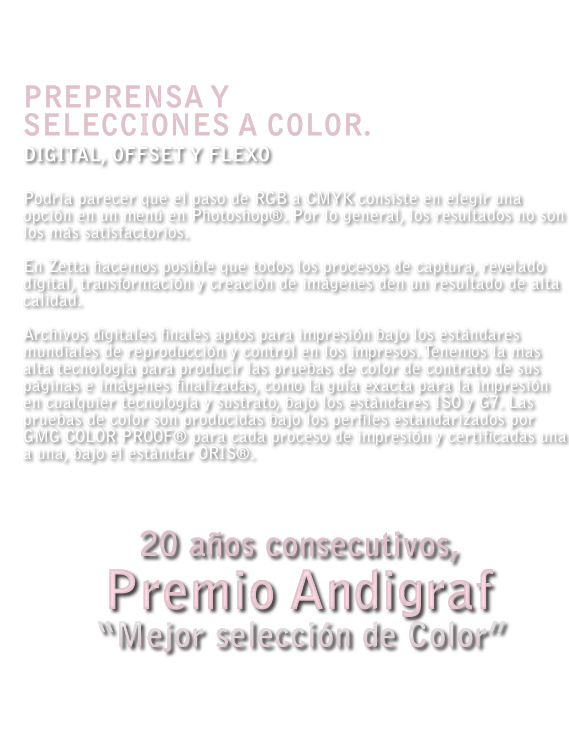 PREPRENSA Y
SELECCIONES A COLOR.
DIGITAL, OFFSET Y FLEXO
Podría parecer que el paso de RGB a CMYK consiste en elegir una
opción en un menú en Photoshop®. Por lo general, los resultados no son
los más satisfactorios.
En Zetta hacemos posible que todos los procesos de captura, revelado
digital, transformación y creación de imágenes den un resultado de alta
calidad.
Archivos digitales finales aptos para impresión bajo los estándares
mundiales de reproducción y control en los impresos. Tenemos la mas
alta tecnología para producir las pruebas de color de contrato de sus
páginas e imágenes finalizadas, como la guía exacta para la impresión
en cualquier tecnología y sustrato, bajo los estándares ISO y G7. Las
pruebas de color son producidas bajo los perfiles estandarizados por
GMG COLOR PROOF® para cada proceso de impresión y certificadas una
a una, bajo el estándar ORIS®.
20 años consecutivos,
Premio Andigraf
“Mejor selección de Color”